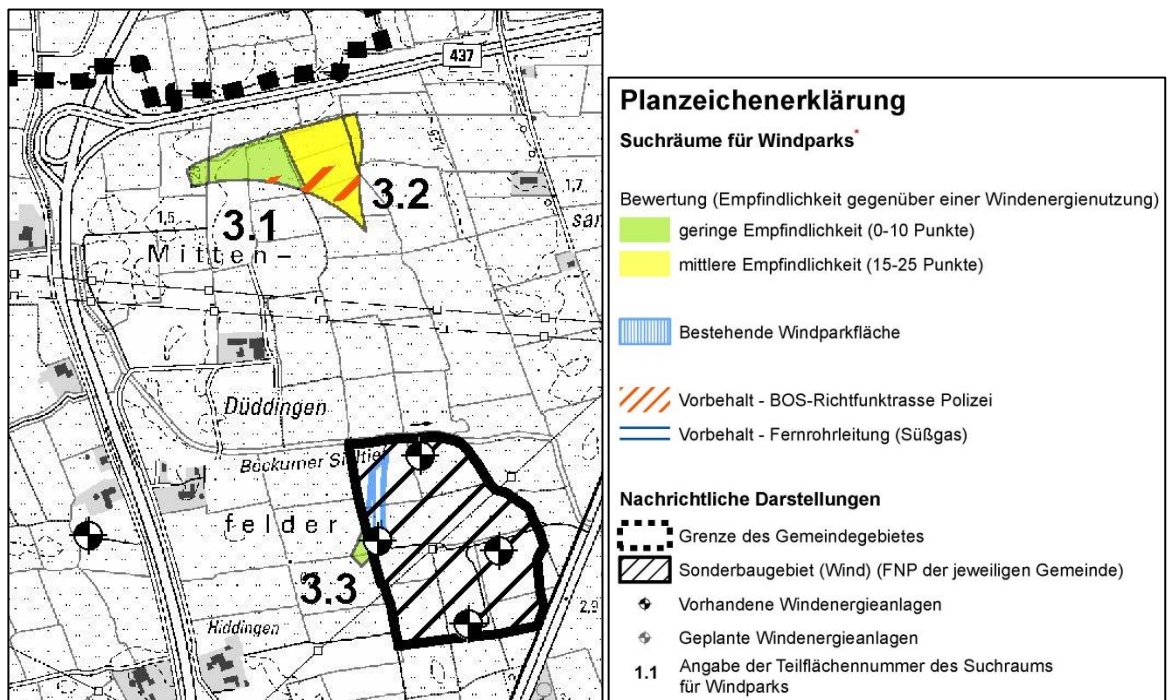 437
3.2
1,7
1,5
3.1
Mitten-
Düddingen
Bockumer Sieltief
felder
3.3
2,9
Hiddingen
Planzeichenerklärung
Suchräume für Windparks*
Bewertung (Empfindlichkeit gegenüber einer Windenergienutzung)
geringe Empfindlichkeit (0-10 Punkte)
mittlere Empfindlichkeit (15-25 Punkte)
Bestehende Windparkfläche
Vorbehalt - BOS-Richtfunktrasse Polizei
Vorbehalt - Fernrohrleitung (Süßgas)
Nachrichtliche Darstellungen
Grenze des Gemeindegebietes
Sonderbaugebiet (Wind) (FNP der jeweiligen Gemeinde)
Vorhandene Windenergieanlagen
Geplante Windenergieanlagen
1.1 Angabe der Teilflächennummer des Suchraums
für Windparks